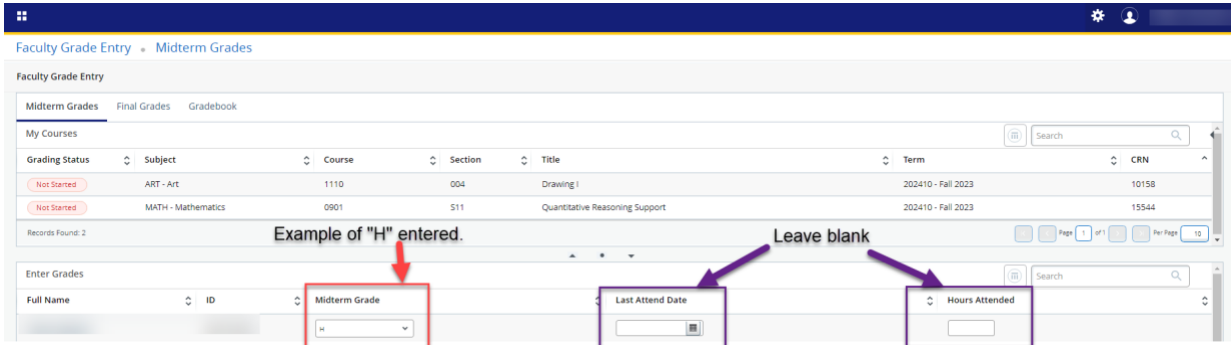 Faculty Grade Entry • Midterm Grades
Faculty Grade Entry
Midterm Grades Final Grades Gradebook
My Courses Search
Grading Status Subject Course Section Title Term CRN
Not Started ART - Art 1110 004 Drawing I 202410 - Fall 2023 10158
Not Started MATH - Mathematics 0901 S11 Quantitative Reasoning Support 202410 - Fall 2023 15544
Records Found: 2 Page 1 of 1 Per Page 10
Example of "H" entered. Leave blank
Enter Grades Search
Full Name ID Midterm Grade Last Attend Date Hours Attended
H